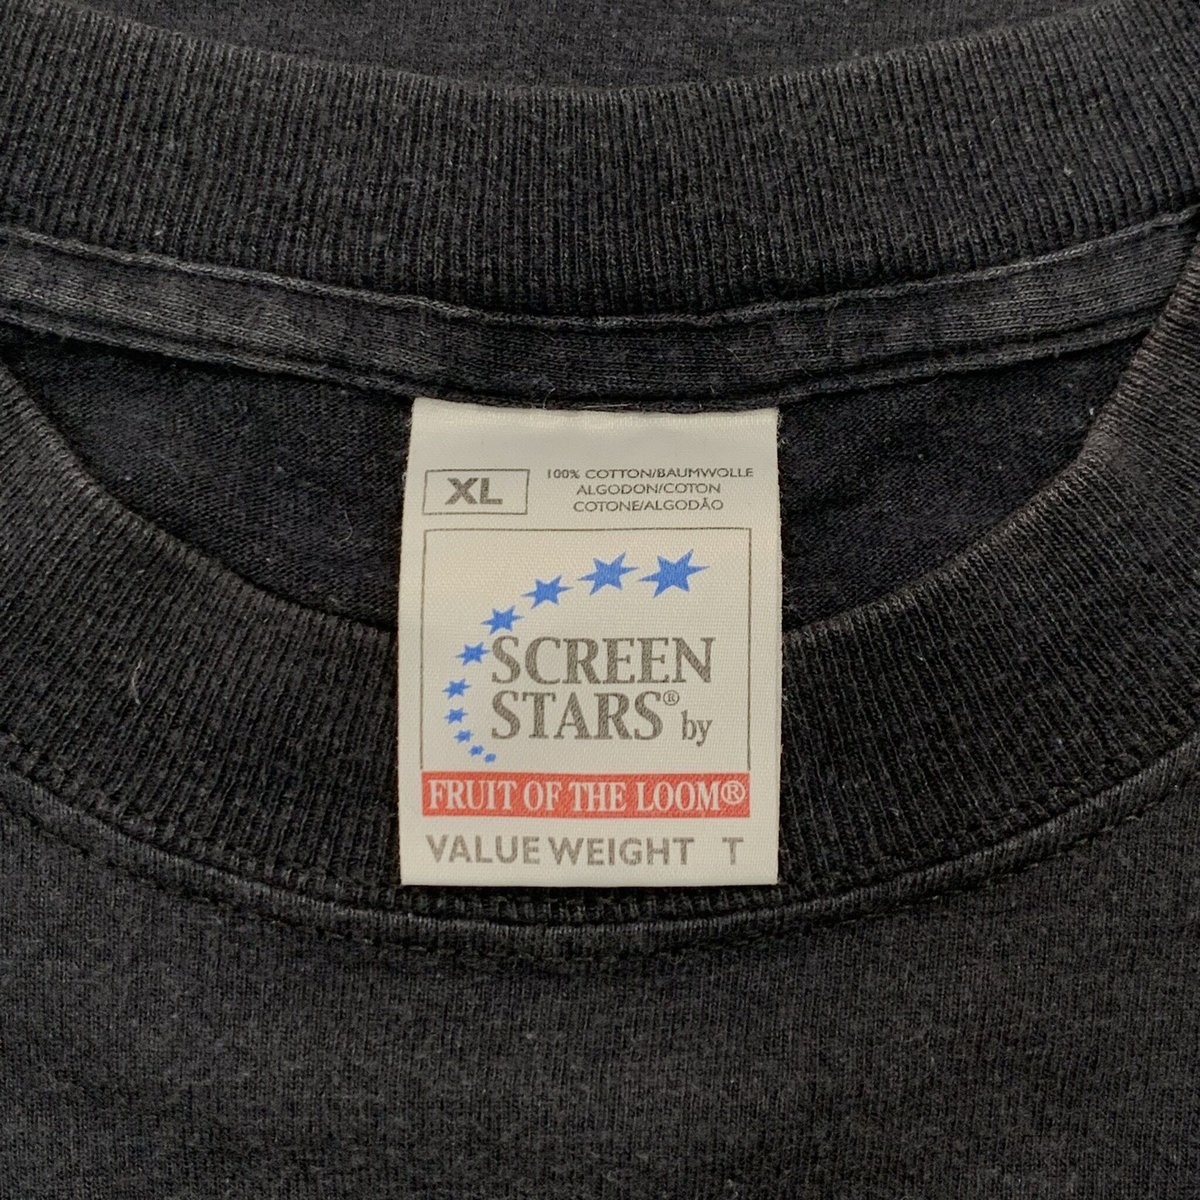 XL
100% COTTON/BAUMWOLLE
ALGODON/COTON
COTONE/ALGODÃO
SCREEN
STARS® by
FRUIT OF THE LOOM®
VALUE WEIGHT T